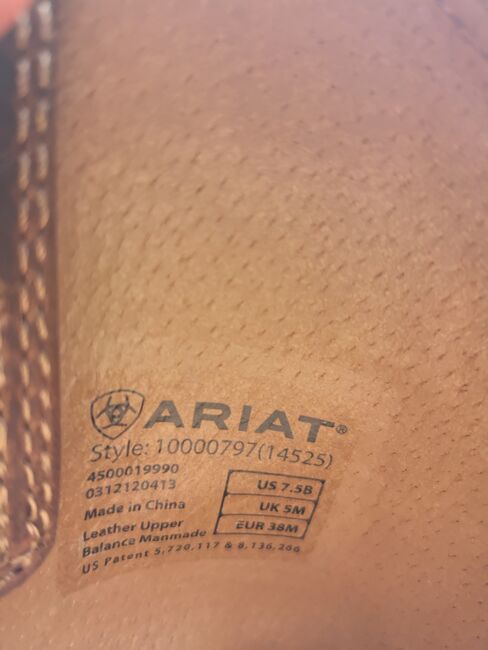 ARIAT®
Style: 10000797(14525)
4500019990
0312120413
Made in China
Leather Upper
Balance Manmade
US Patent 5,720,117 & 8,136,266
US 7.5B
UK 5M
EUR 38M